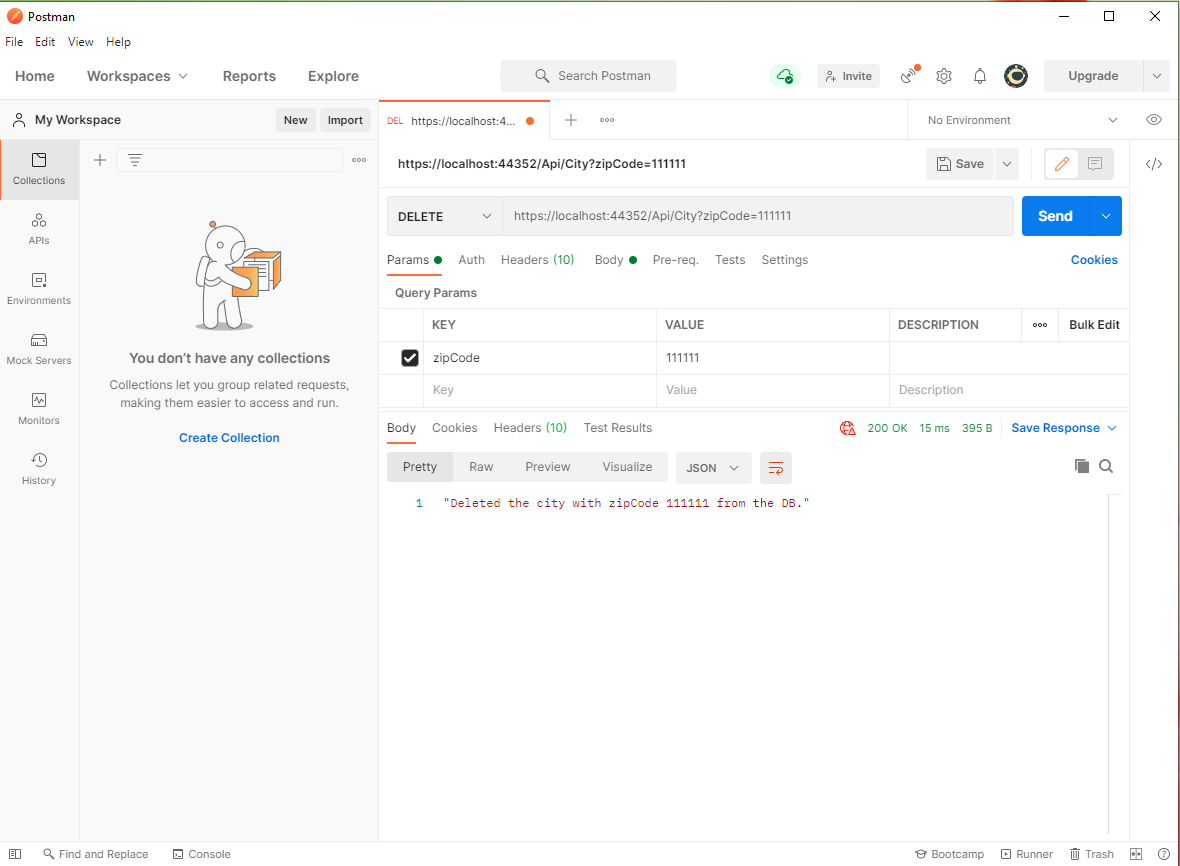 Postman
File Edit View Help
Home Workspaces Reports Explore Search Postman Invite Upgrade
My Workspace New Import
DEL https://localhost:4... No Environment
https://localhost:44352/Api/City?zipCode=111111 Save
DELETE https://localhost:44352/Api/City?zipCode=111111 Send
Params Auth Headers (10) Body Pre-req. Tests Settings Cookies
Query Params
KEY VALUE DESCRIPTION Bulk Edit
zipCode 111111
Key Value Description
Body Cookies Headers (10) Test Results 200 OK 15 ms 395 B Save Response
Pretty Raw Preview Visualize JSON
1 "Deleted the city with zipCode 111111 from the DB."
Collections
APIs
Environments
Mock Servers
Monitors
History
You don't have any collections
Collections let you group related requests,
making them easier to access and run.
Create Collection
Find and Replace Console Bootcamp Runner Trash